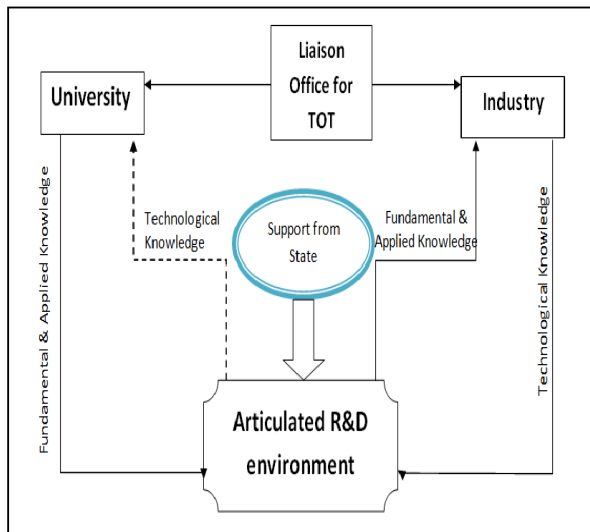 Liaison
Office for
TOT
University
Industry
Technological
Knowledge
Support from
State
Fundamental &
Applied Knowledge
Fundamental & Applied Knowledge
Technological Knowledge
Articulated R&D
environment